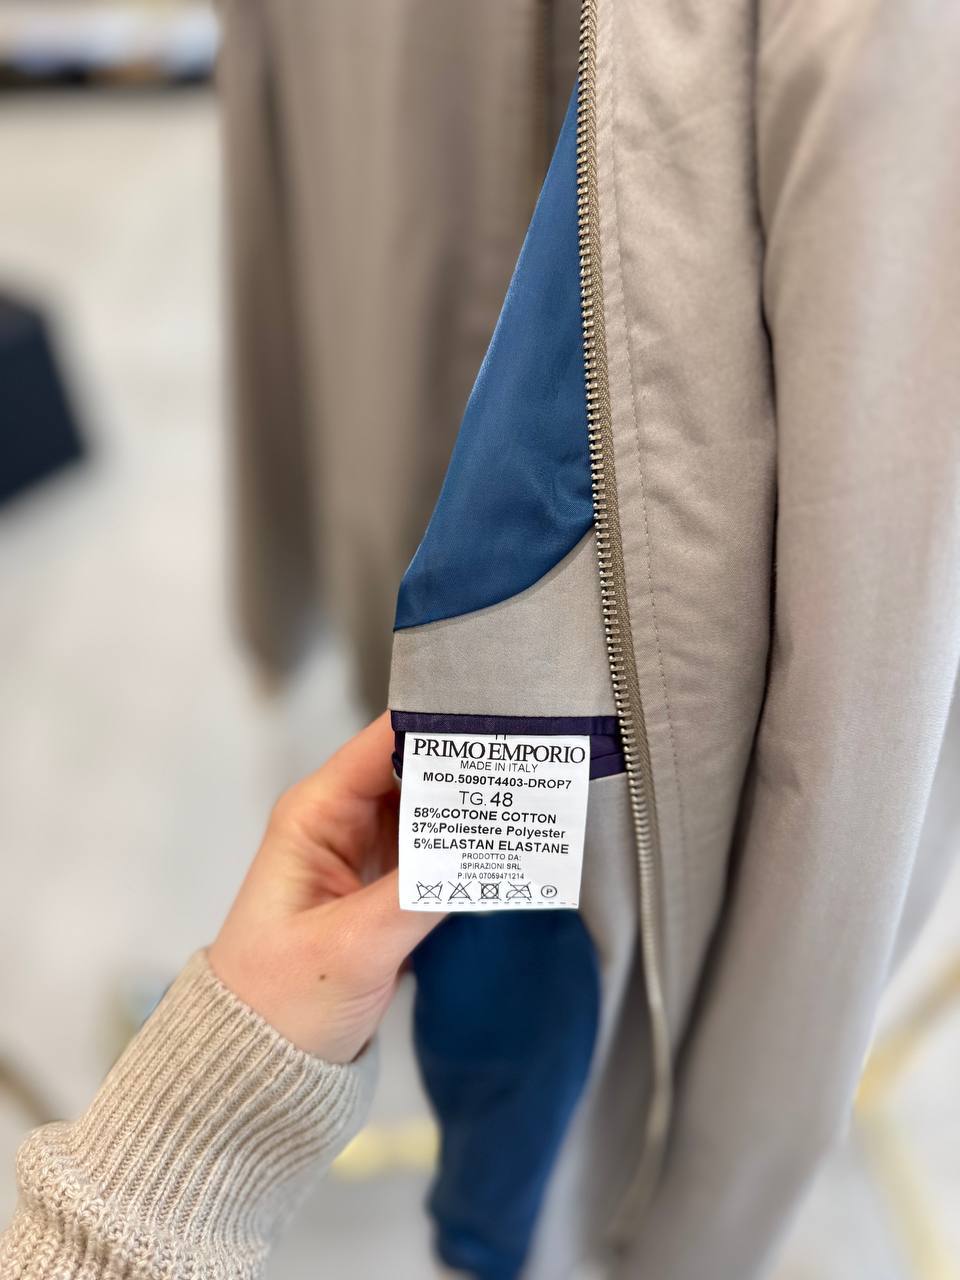 PRIMO EMPORIO
MADE IN ITALY
MOD.5090T4403-DROP7
TG.48
58%COTONE COTTON
37%Poliestere Polyester
5%ELASTAN ELASTANE
PRODOTTO DA:
ISPIRAZIONI SRL
P.IVA 07059471214
P